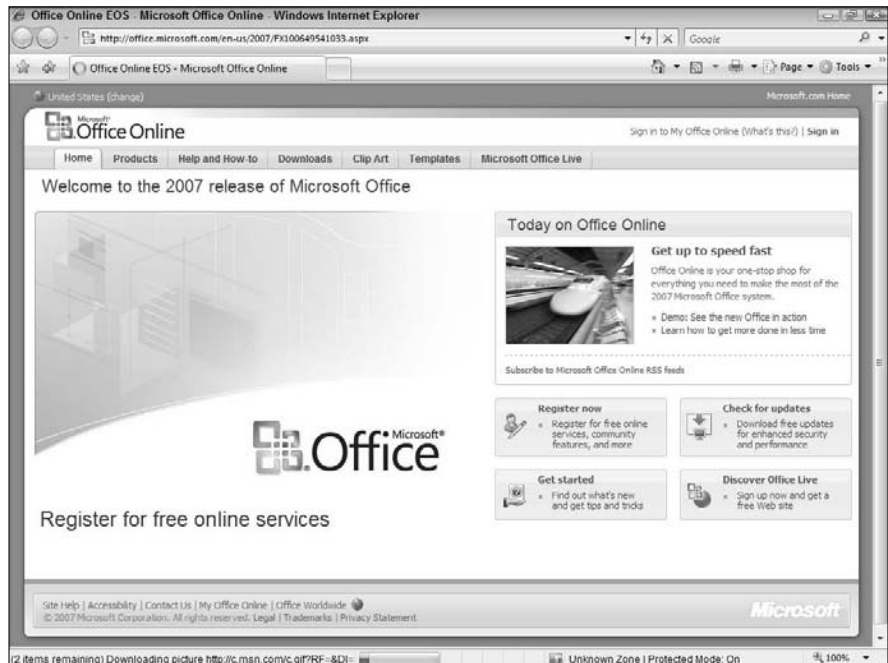 Office Online EOS - Microsoft Office Online - Windows Internet Explorer
http://office.microsoft.com/en-us/2007/FX100649541033.aspx
Google
Office Online EOS - Microsoft Office Online
Page
Tools
United States (change)
Microsoft.com Home
Microsoft®
Office Online
Sign in to My Office Online (What's this?) | Sign in
Home Products Help and How-to Downloads Clip Art Templates Microsoft Office Live
Welcome to the 2007 release of Microsoft Office
Today on Office Online
Get up to speed fast
Office Online is your one-stop shop for
everything you need to make the most of the
2007 Microsoft Office system.
» Demo: See the new Office in action
» Learn how to get more done in less time
Subscribe to Microsoft Office Online RSS feeds
Register now
Register for free online
services, community
features, and more
Check for updates
Download free updates
for enhanced security
and performance
Get started
Find out what's new
and get tips and tricks
Discover Office Live
Sign up now and get a
free Web site
Microsoft®
Office
Register for free online services
Site Help | Accessibility | Contact Us | My Office Online | Office Worldwide
© 2007 Microsoft Corporation. All rights reserved. Legal | Trademarks | Privacy Statement
Microsoft
(2 items remaining) Downloading picture http://c.msn.com/c.gif?RF=&DI=
Unknown Zone | Protected Mode: On
100%